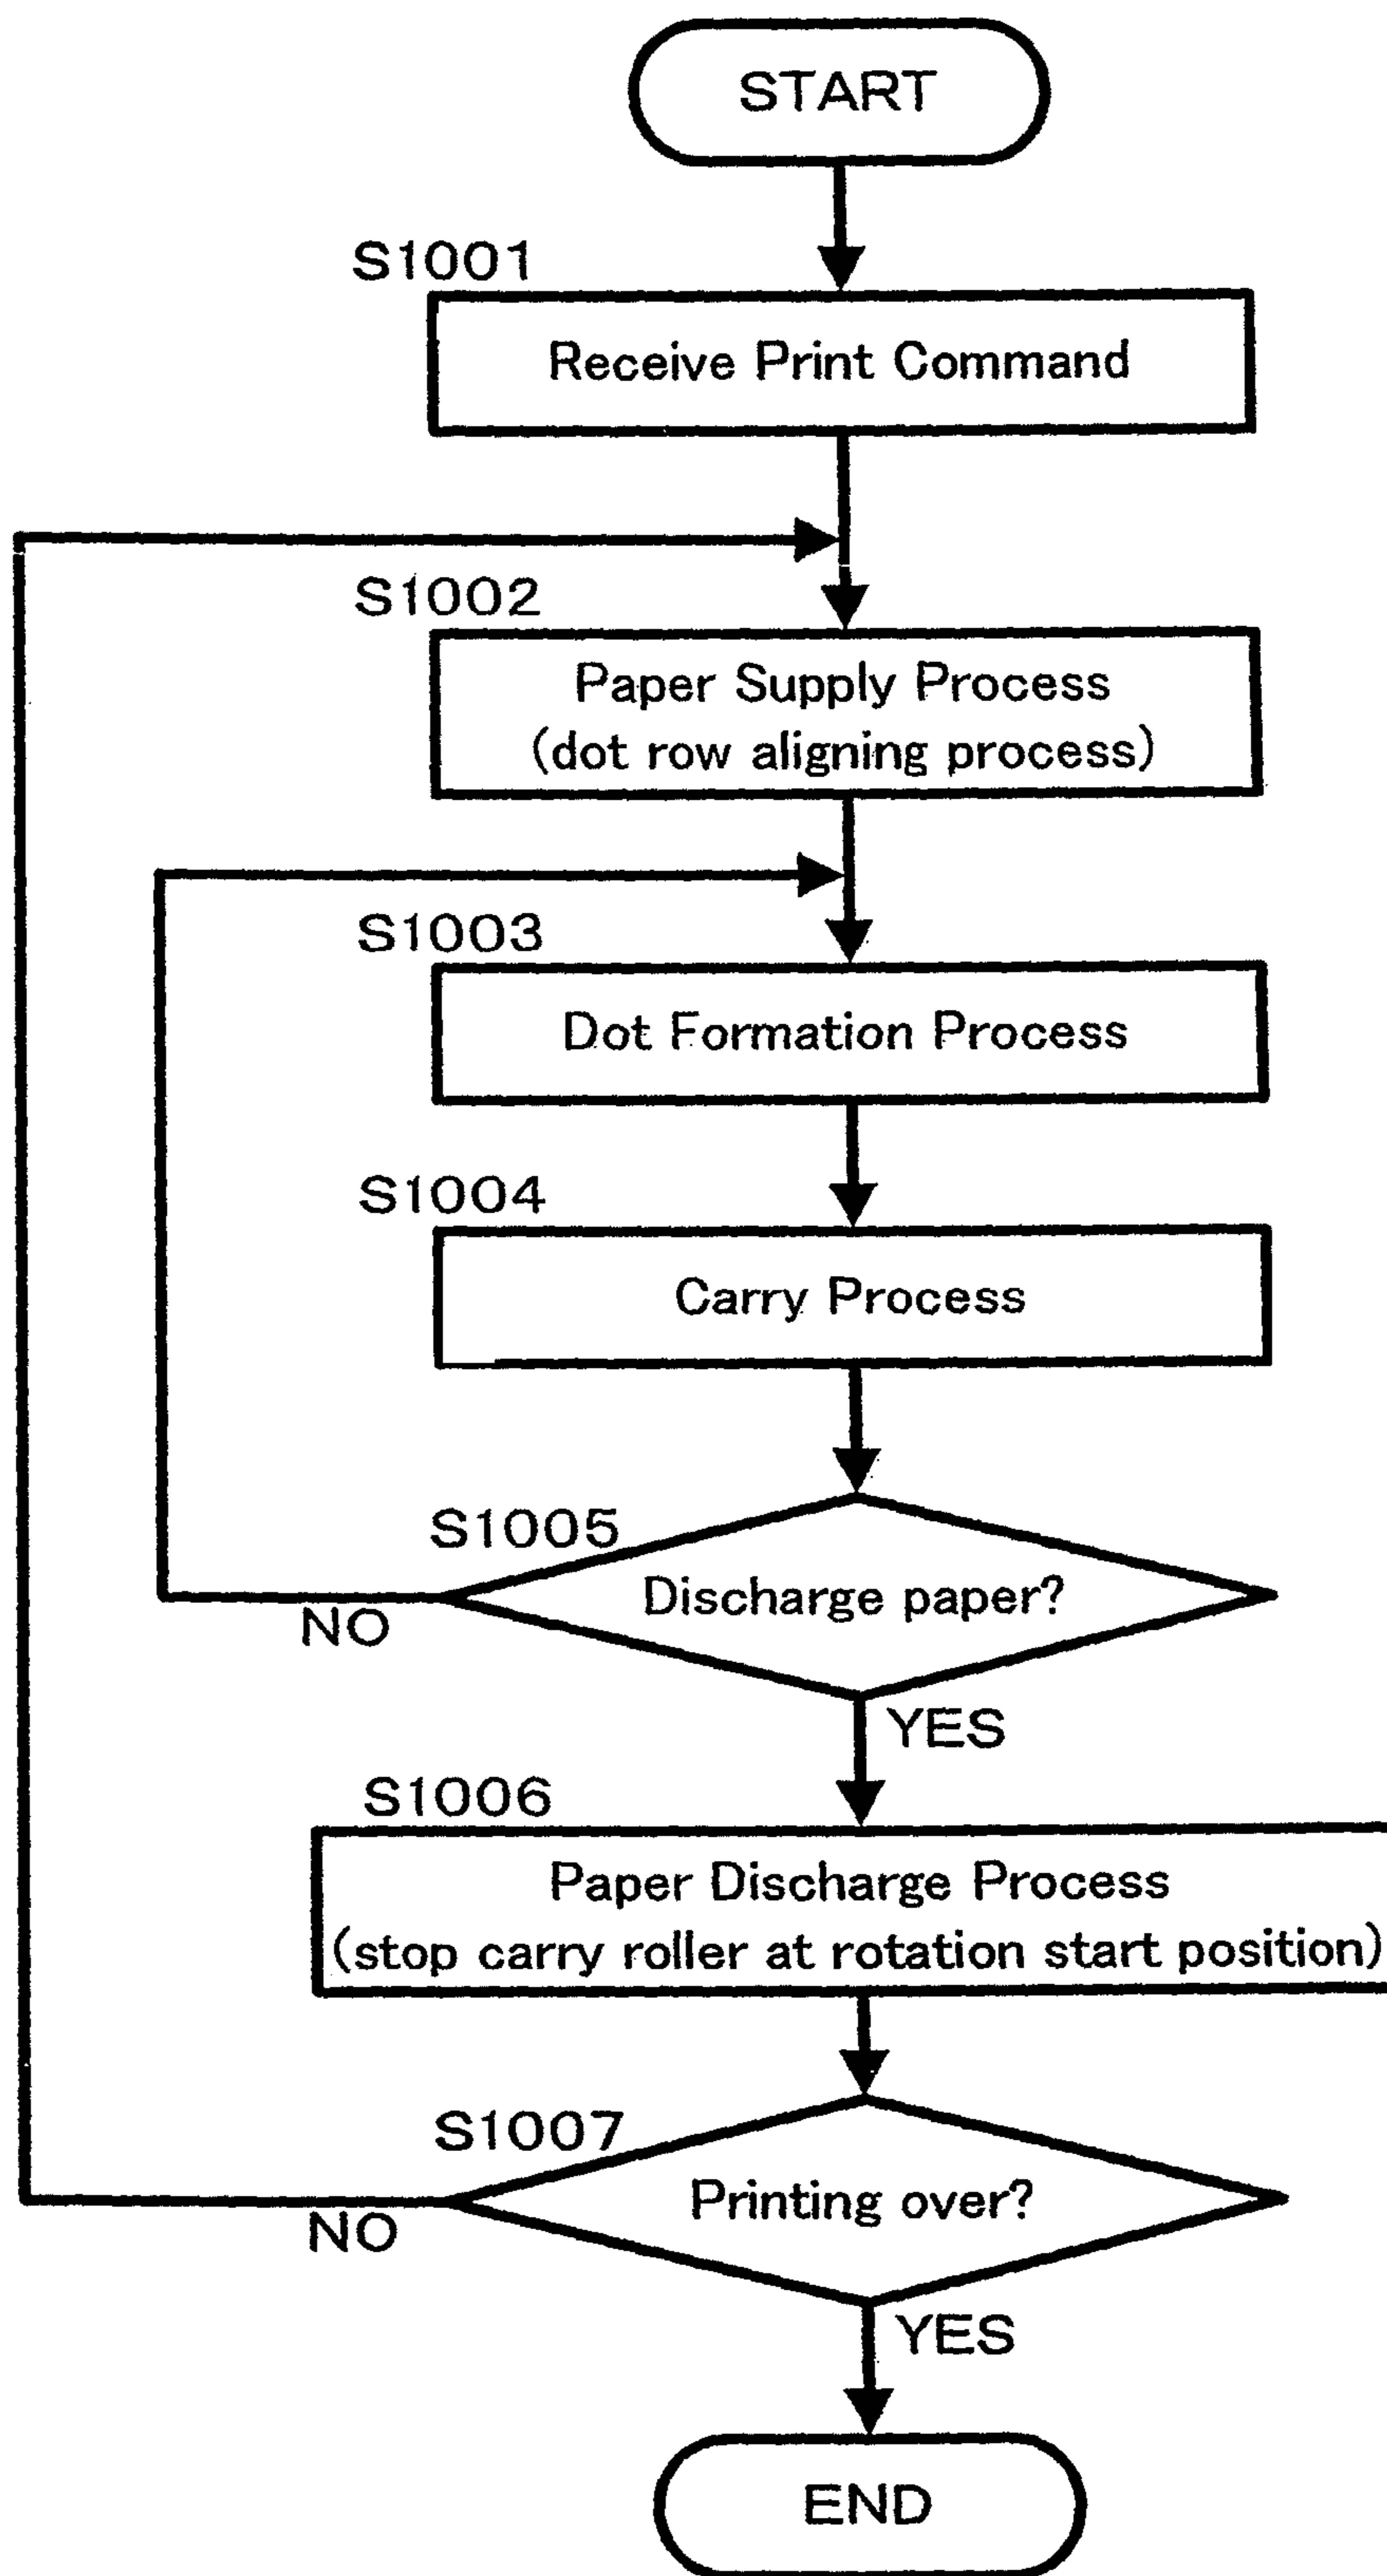 START
S1001
Receive Print Command
S1002
Paper Supply Process
(dot row aligning process)
S1003
Dot Formation Process
S1004
Carry Process
S1005
Discharge paper?
NO
YES
S1006
Paper Discharge Process
(stop carry roller at rotation start position)
S1007
Printing over?
NO
YES
END